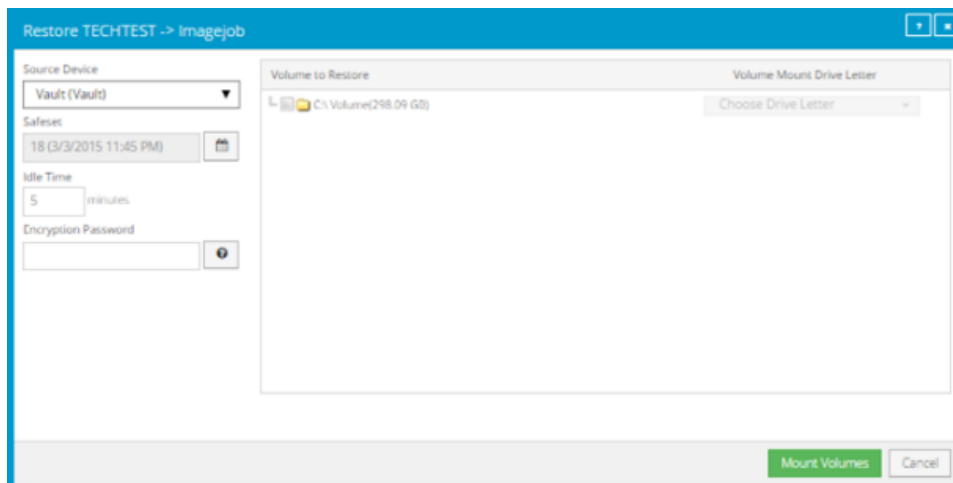 Restore TECHTEST -> Imagejob
?
Source Device
Vault (Vault)
Safeset
18 (3/3/2015 11:45 PM)
Idle Time
5 minutes
Encryption Password
?
Volume to Restore
Volume Mount Drive Letter
C:\ Volume(298.09 GB)
Choose Drive Letter
Mount Volumes
Cancel